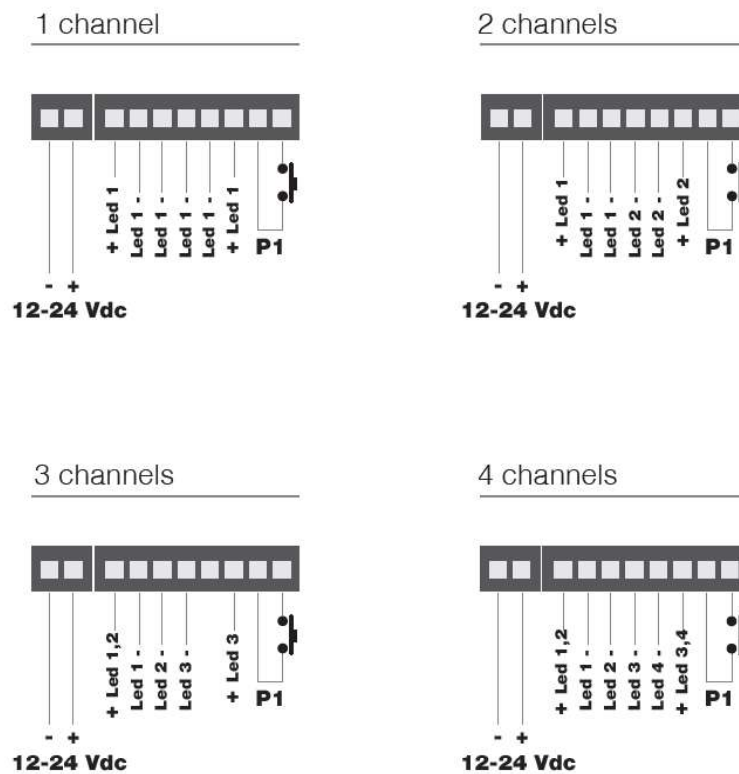 1 channel
+ Led 1
Led 1 -
Led 1 -
Led 1 -
Led 1 -
+ Led 1
P1
- +
12-24 Vdc
2 channels
+ Led 1
Led 1 -
Led 1 -
Led 2 -
Led 2 -
+ Led 2
P1
- +
12-24 Vdc
3 channels
+ Led 1,2
Led 1 -
Led 2 -
Led 3 -
+ Led 3
P1
- +
12-24 Vdc
4 channels
+ Led 1,2
Led 1 -
Led 2 -
Led 3 -
Led 4 -
+ Led 3,4
P1
- +
12-24 Vdc